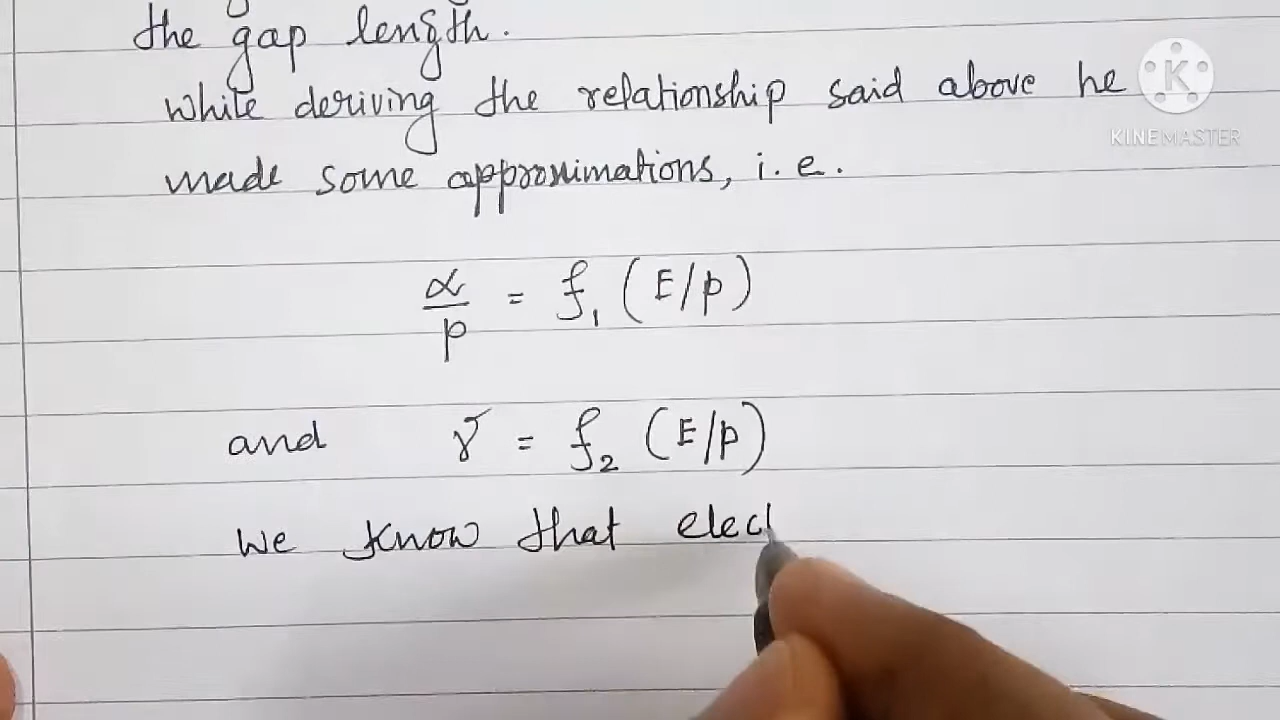 the gap length.
while deriving the relationship said above he
made some approximations, i.e.
α/p = f₁ (E/p)
and γ = f₂ (E/p)
We know that elect
K
KINEMASTER